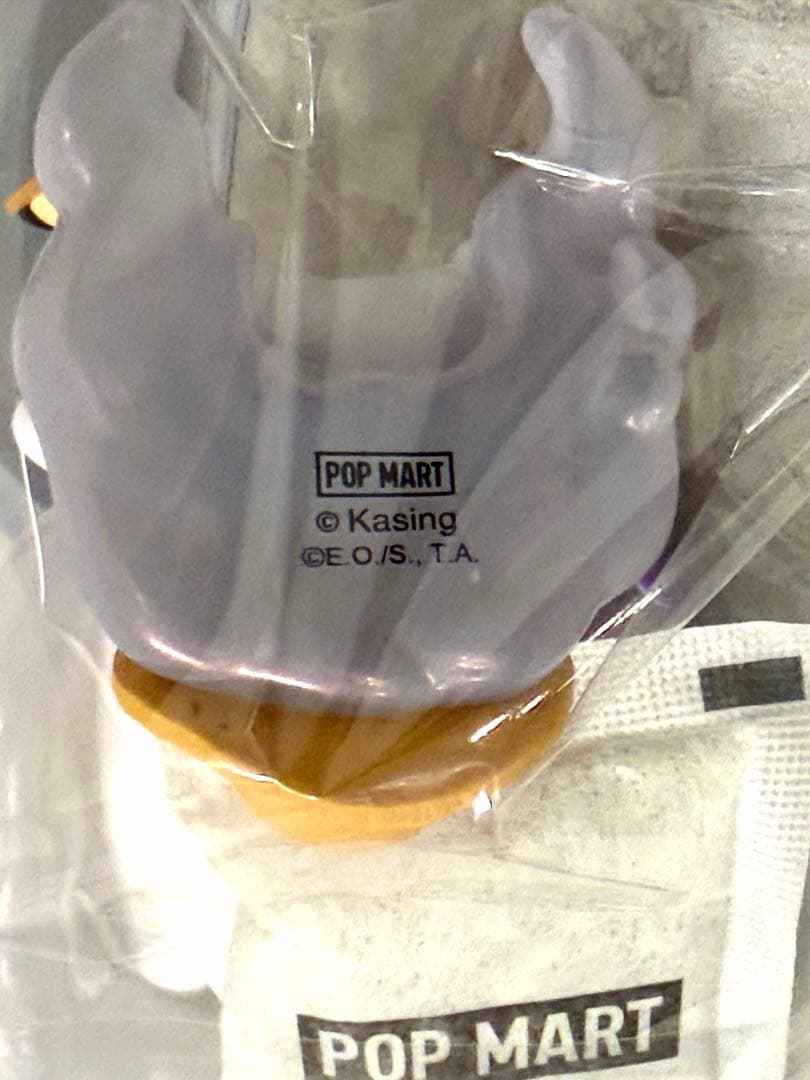 POP MART
© Kasing
©E.O./S., T.A.
POP MART